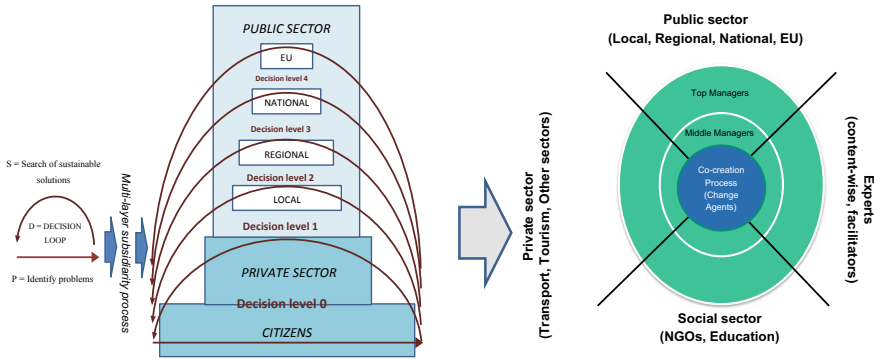 S = Search of sustainable
solutions
D = DECISION
LOOP
P = Identify problems
Multi-layer subsidiarity process
PUBLIC SECTOR
EU
Decision level 4
NATIONAL
Decision level 3
REGIONAL
Decision level 2
LOCAL
Decision level 1
PRIVATE SECTOR
Decision level 0
CITIZENS
Private sector
(Transport, Tourism, Other sectors)
Public sector
(Local, Regional, National, EU)
Top Managers
Middle Managers
Co-creation
Process
(Change
Agents)
Experts
(content-wise, facilitators)
Social sector
(NGOs, Education)